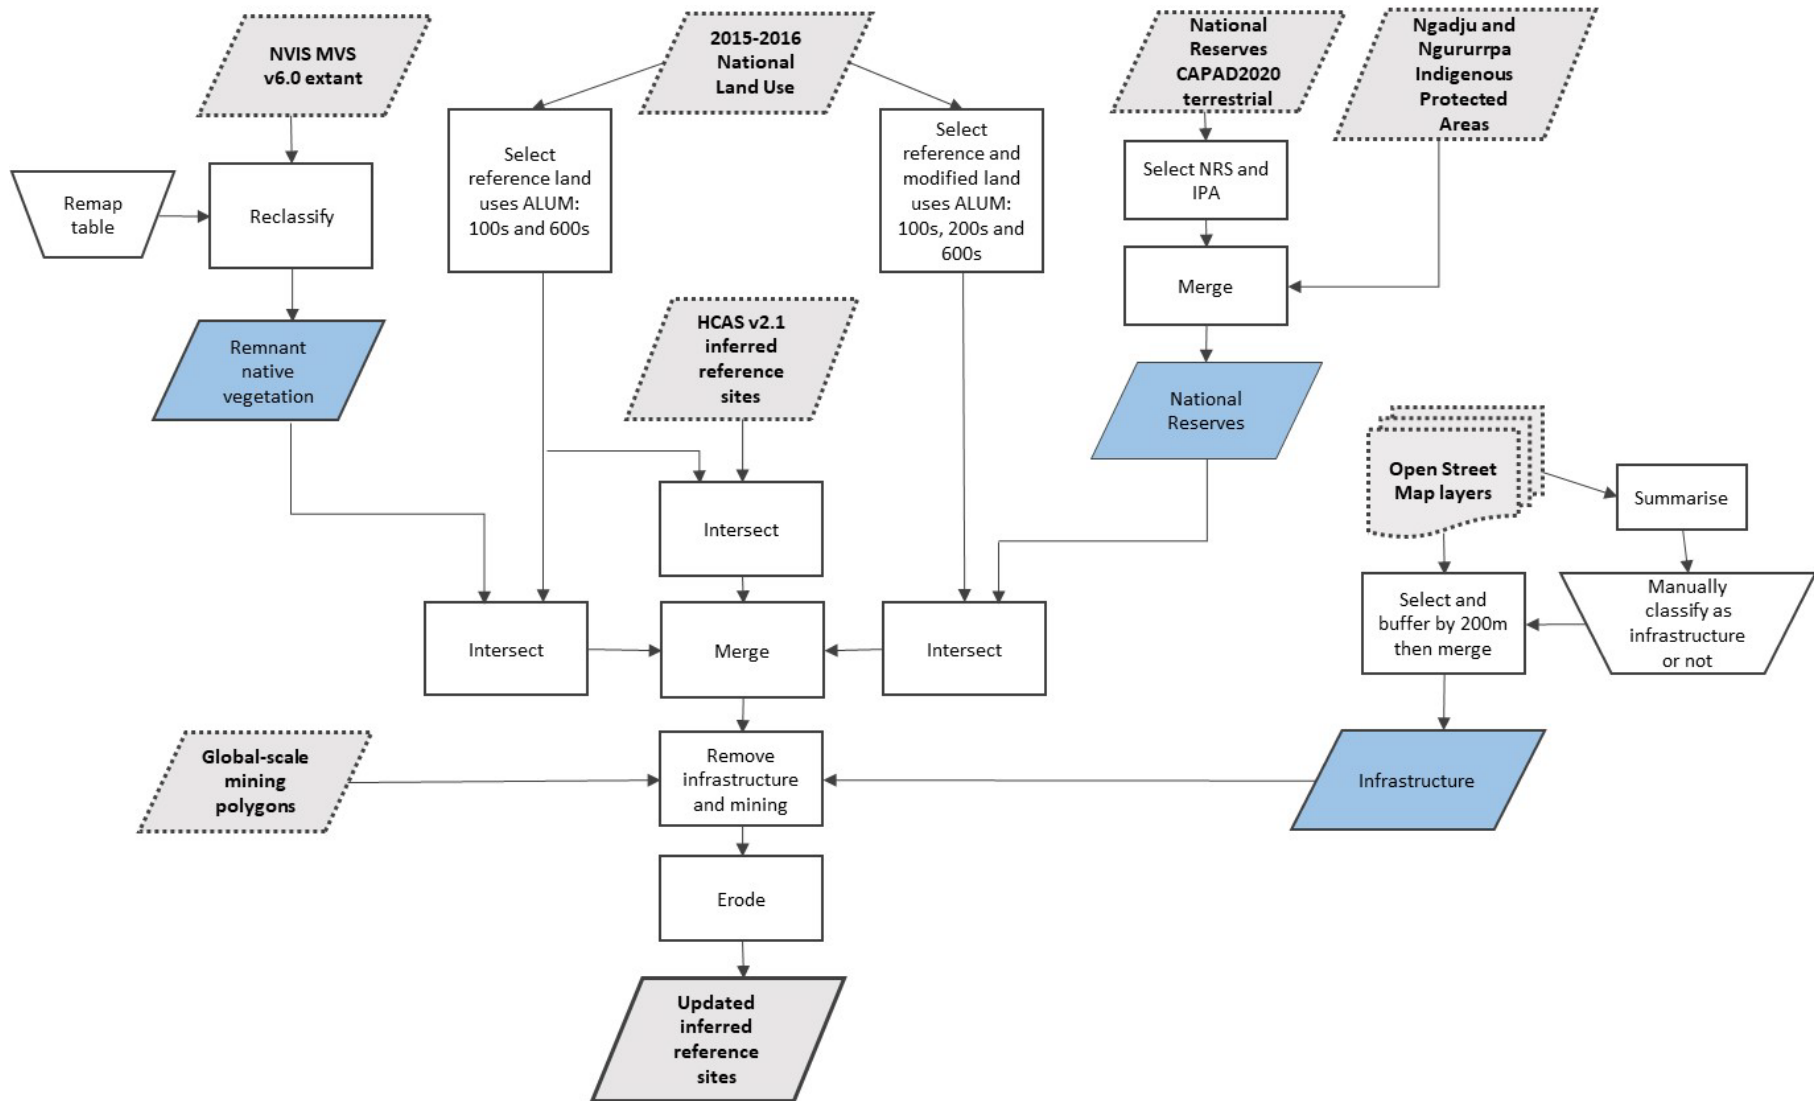 NVIS MVS
v6.0 extant
2015-2016
National
Land Use
National
Reserves
CAPAD2020
terrestrial
Ngadju and
Ngururrpa
Indigenous
Protected
Areas
Remap
table
Reclassify
Select
reference land
uses ALUM:
100s and 600s
Select
reference and
modified land
uses ALUM:
100s, 200s and
600s
Select NRS and
IPA
Merge
Remnant
native
vegetation
HCAS v2.1
inferred
reference
sites
National
Reserves
Open Street
Map layers
Summarise
Intersect
Intersect
Merge
Intersect
Select and
buffer by 200m
then merge
Manually
classify as
infrastructure
or not
Global-scale
mining
polygons
Remove
infrastructure
and mining
Infrastructure
Erode
Updated
inferred
reference
sites